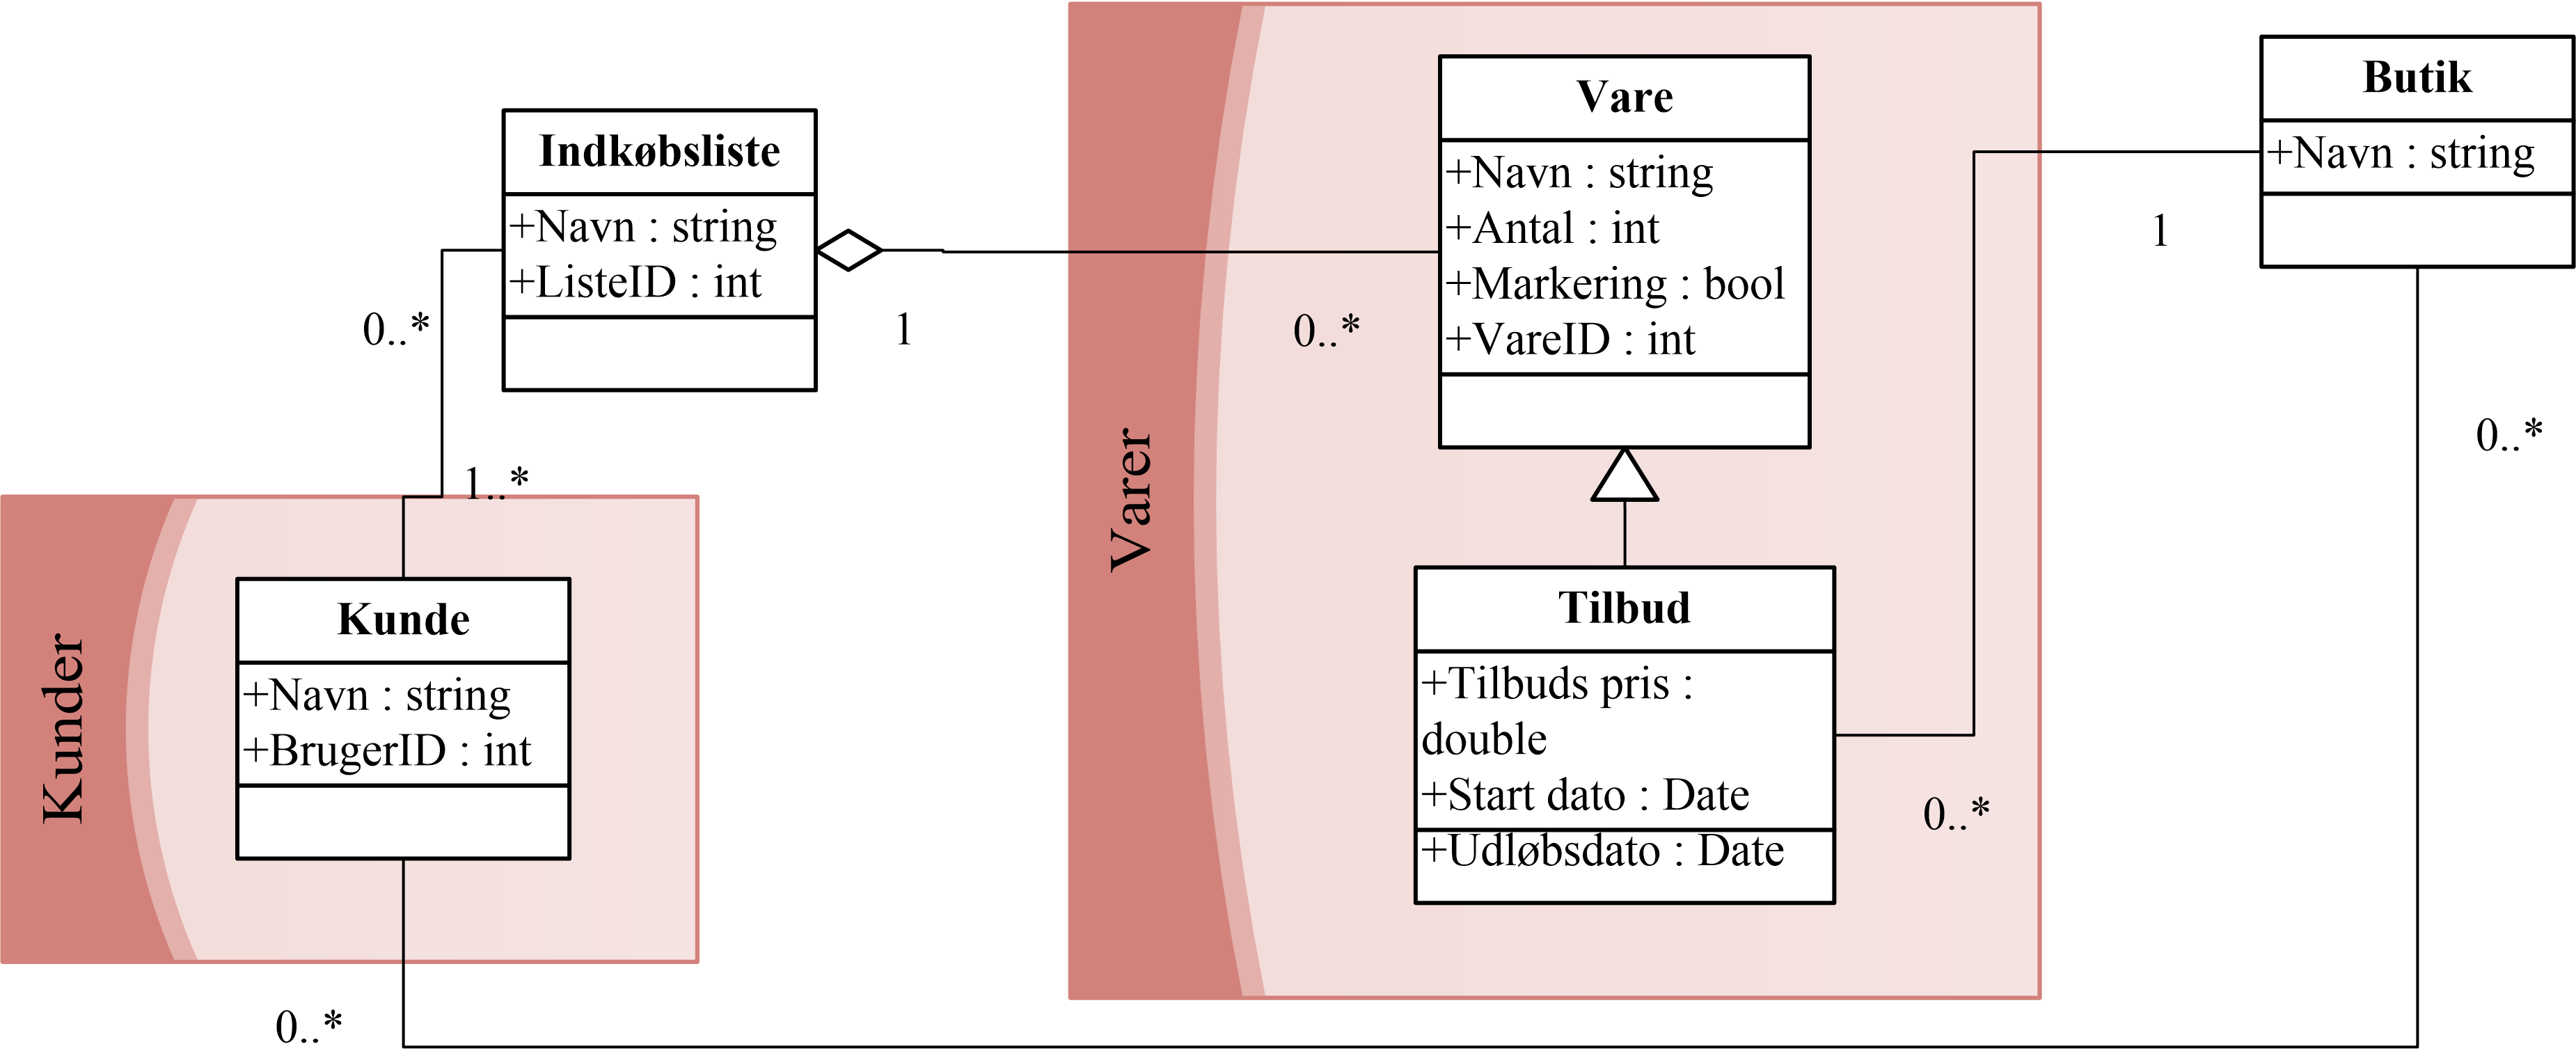 Indkøbsliste
+Navn : string
+ListeID : int
0..*
1
1..*
Kunder
Kunde
+Navn : string
+BrugerID : int
0..*
Varer
Vare
+Navn : string
+Antal : int
+Markering : bool
+VareID : int
0..*
Tilbud
+Tilbuds pris :
double
+Start dato : Date
+Udløbsdato : Date
0..*
Butik
+Navn : string
1
0..*